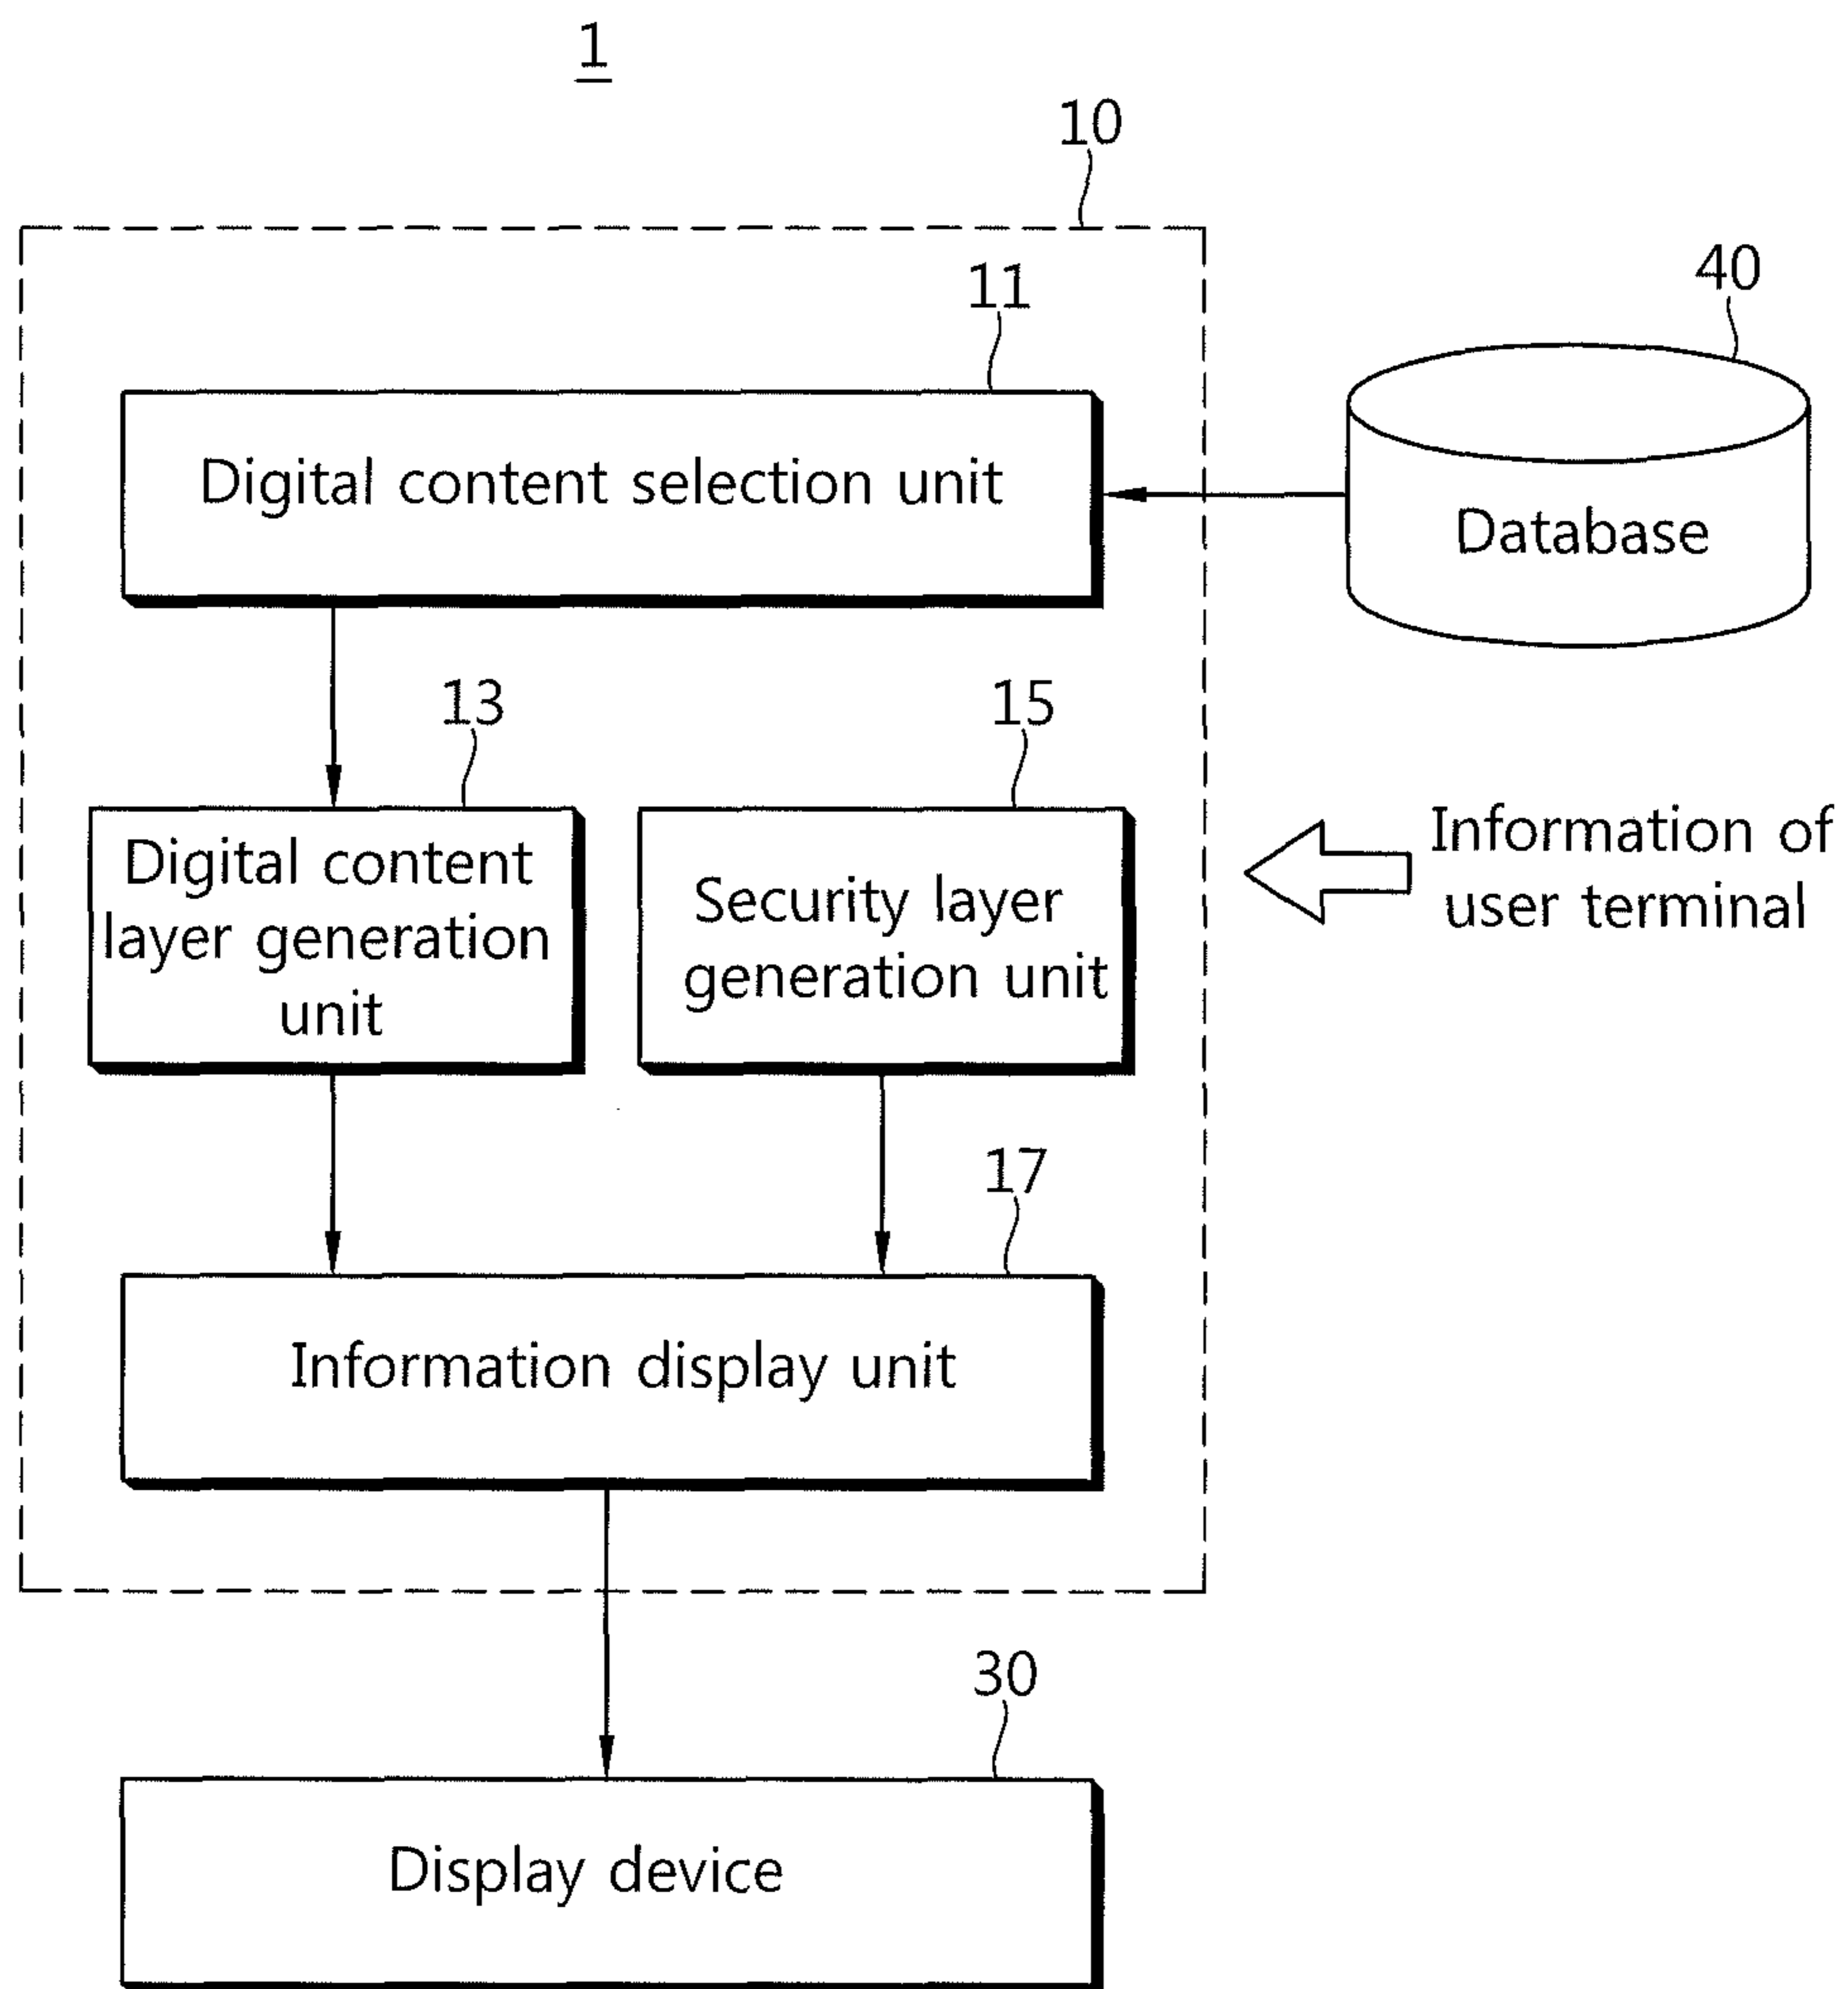 1
10
11
40
Digital content selection unit
Database
13
15
Digital content
layer generation
unit
Security layer
generation unit
Information of
user terminal
17
Information display unit
30
Display device